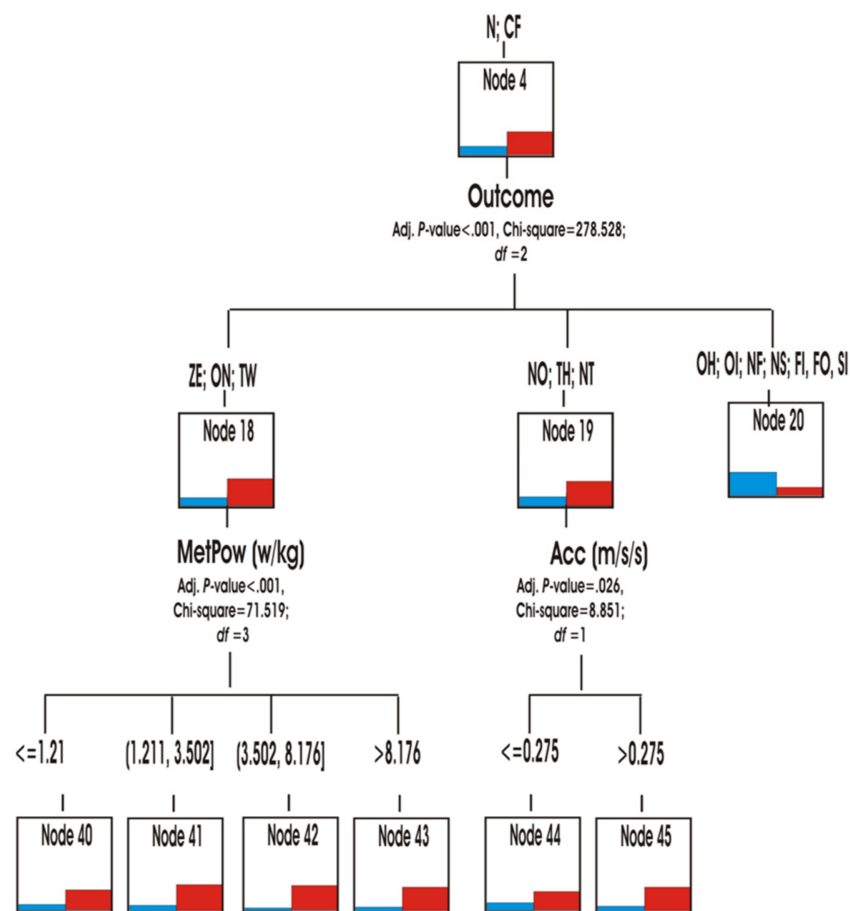 N; CF
Node 4
Outcome
Adj. P-value<.001, Chi-square=278.528;
df =2
ZE; ON; TW
NO; TH; NT
OH; OI; NF; NS; FI, FO, SI
Node 18
Node 19
Node 20
MetPow (w/kg)
Adj. P-value<.001,
Chi-square=71.519;
df =3
Acc (m/s/s)
Adj. P-value=.026,
Chi-square=8.851;
df =1
<=1.21
(1.211, 3.502]
(3.502, 8.176]
>8.176
<=0.275
>0.275
Node 40
Node 41
Node 42
Node 43
Node 44
Node 45